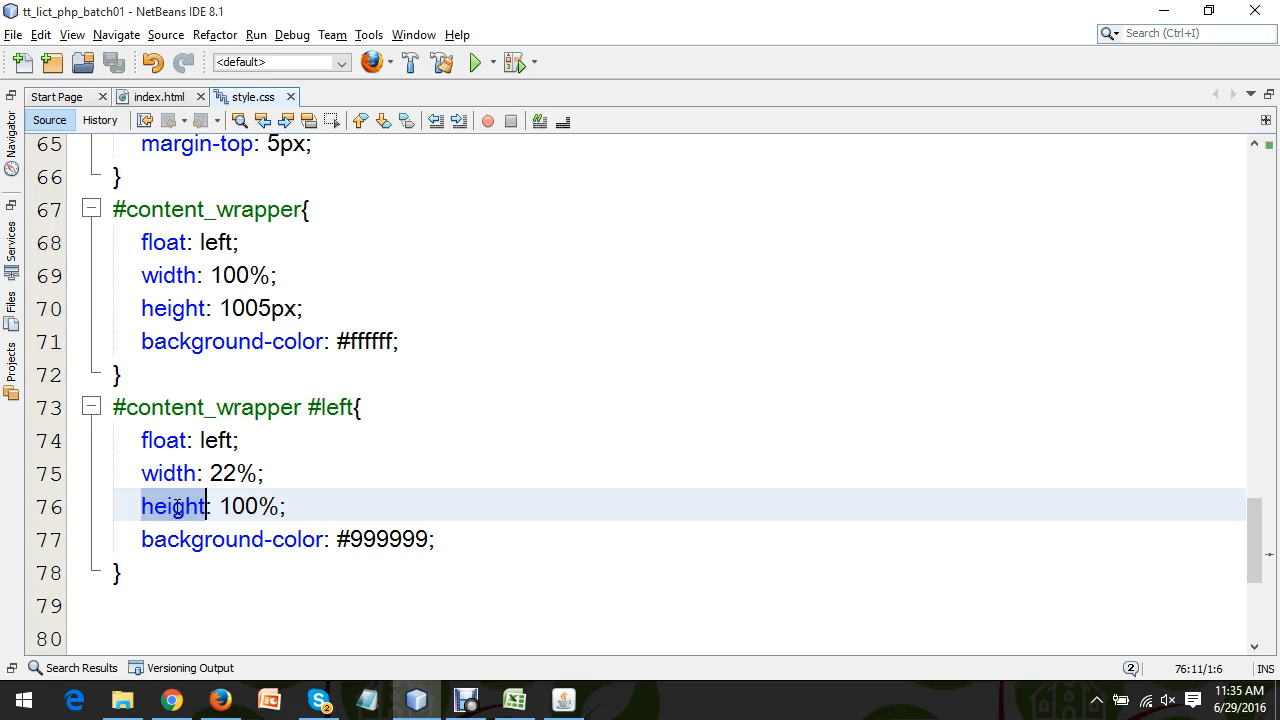 tt_lict_php_batch01 - NetBeans IDE 8.1
File Edit View Navigate Source Refactor Run Debug Team Tools Window Help
Search (Ctrl+I)
<default>
Start Page index.html style.css
Source History
Navigator
Services
Files
Projects
65 margin-top: 5px;
66 }
67 #content_wrapper{
68 float: left;
69 width: 100%;
70 height: 1005px;
71 background-color: #ffffff;
72 }
73 #content_wrapper #left{
74 float: left;
75 width: 22%;
76 height: 100%;
77 background-color: #999999;
78 }
79
80
Search Results Versioning Output
2 76:11/1:6 INS
2
11:35 AM
6/29/2016